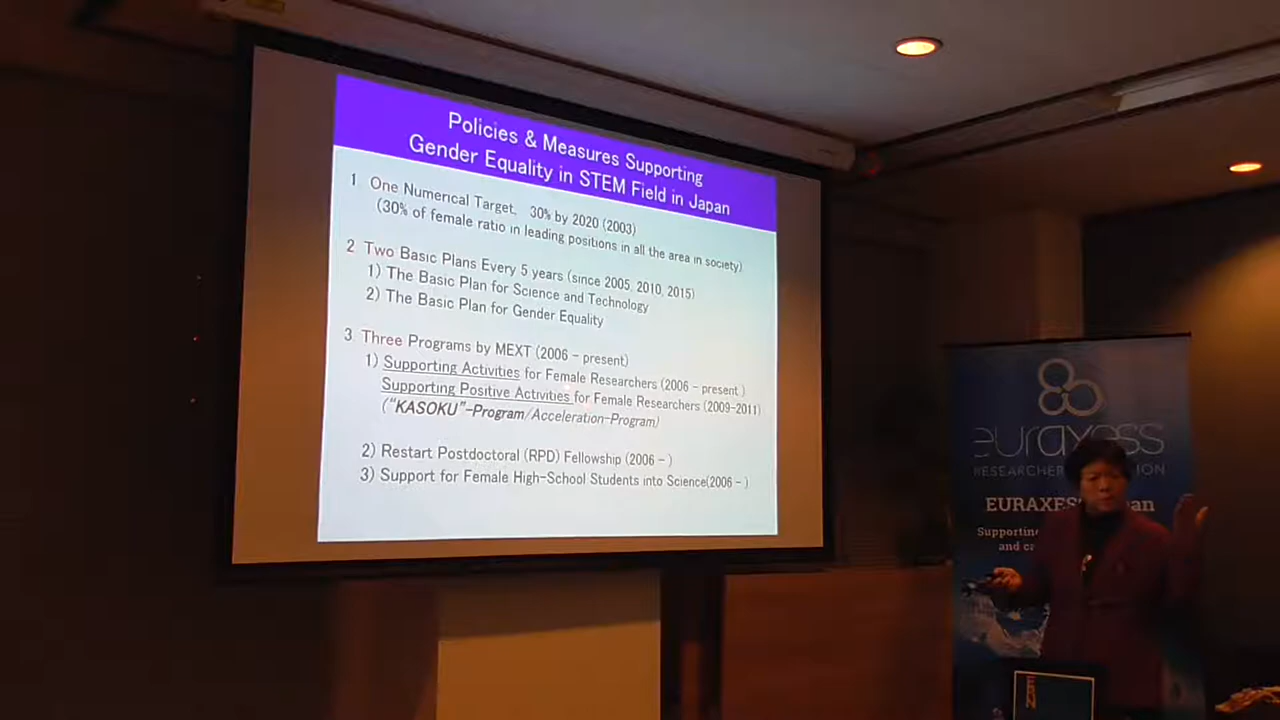 Policies & Measures Supporting
Gender Equality in STEM Field in Japan
1 One Numerical Target, 30% by 2020 (2003)
(30% of female ratio in leading positions in all the area in society)
2 Two Basic Plans Every 5 years (since 2005, 2010, 2015)
1) The Basic Plan for Science and Technology
2) The Basic Plan for Gender Equality
3 Three Programs by MEXT (2006 - present)
1) Supporting Activities for Female Researchers (2006 - present )
Supporting Positive Activities for Female Researchers (2009-2011)
("KASOKU"-Program/Acceleration-Program)
2) Restart Postdoctoral (RPD) Fellowship (2006 - )
3) Support for Female High-School Students into Science(2006 - )
euraxess
RESEARCHER
EURAXESS
Supporting
and